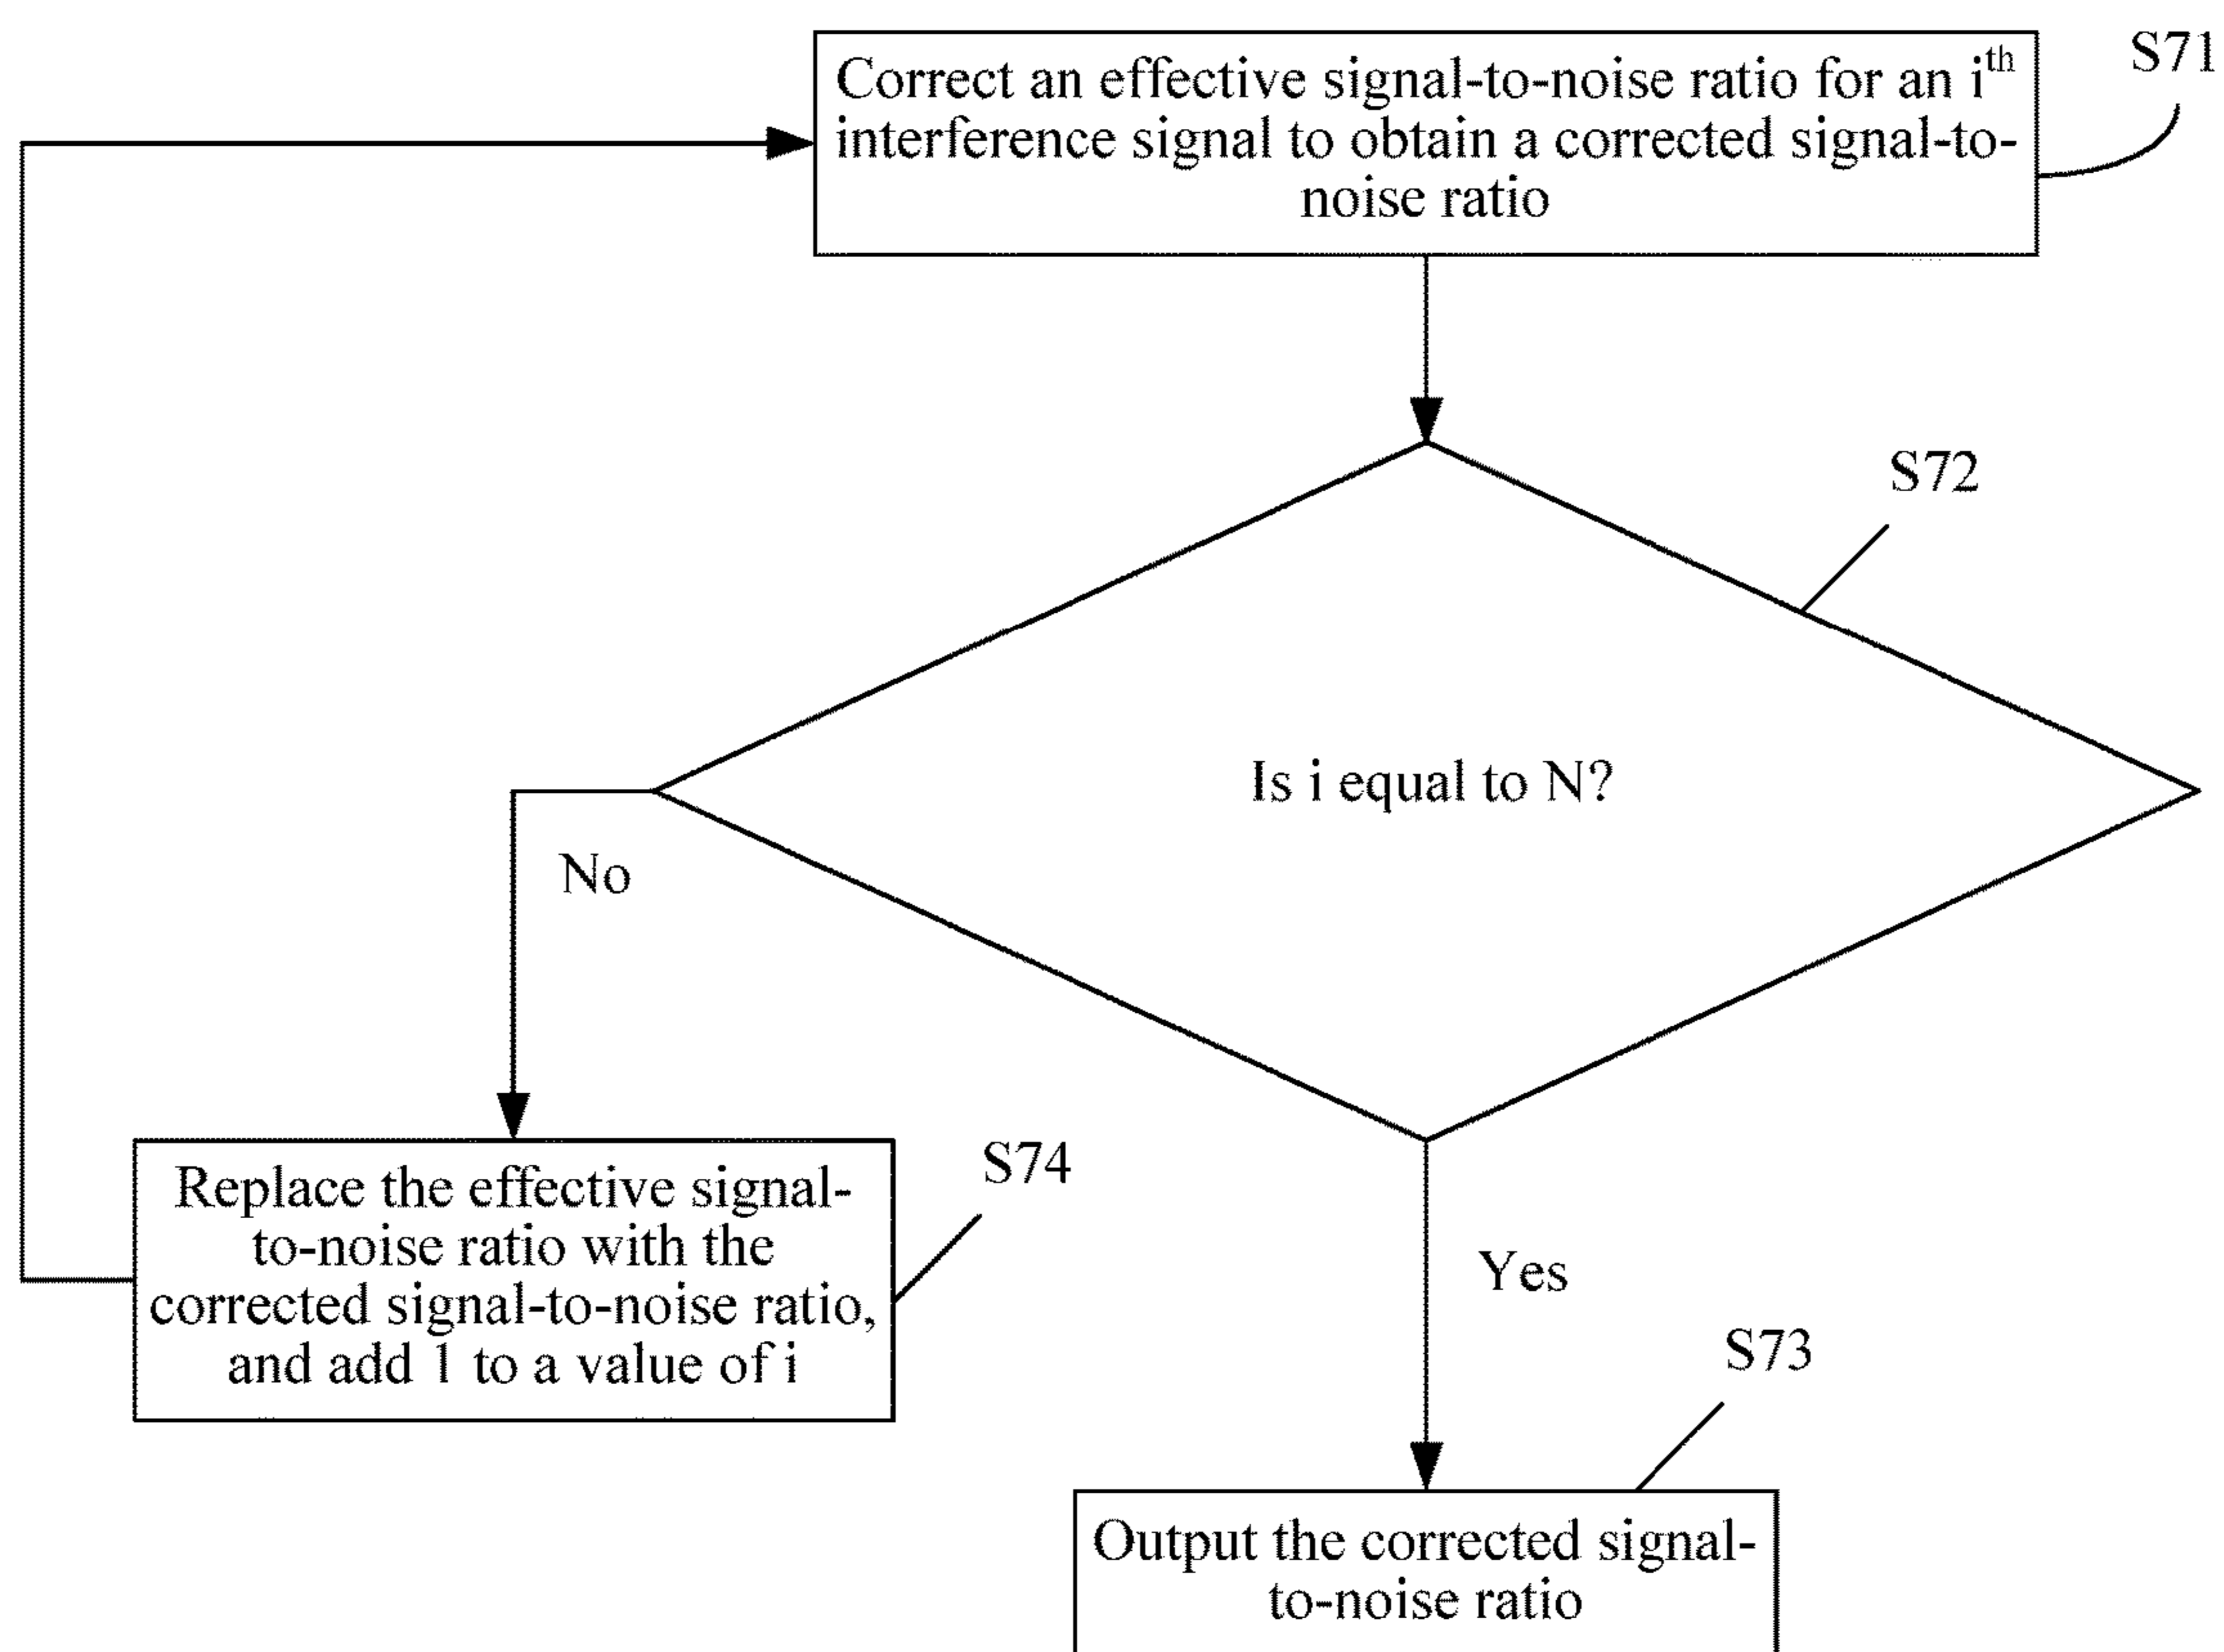 S71
Correct an effective signal-to-noise ratio for an ith
interference signal to obtain a corrected signal-to-
noise ratio
S72
Is i equal to N?
No
S74
Replace the effective signal-
to-noise ratio with the
corrected signal-to-noise ratio,
and add 1 to a value of i
Yes
S73
Output the corrected signal-
to-noise ratio